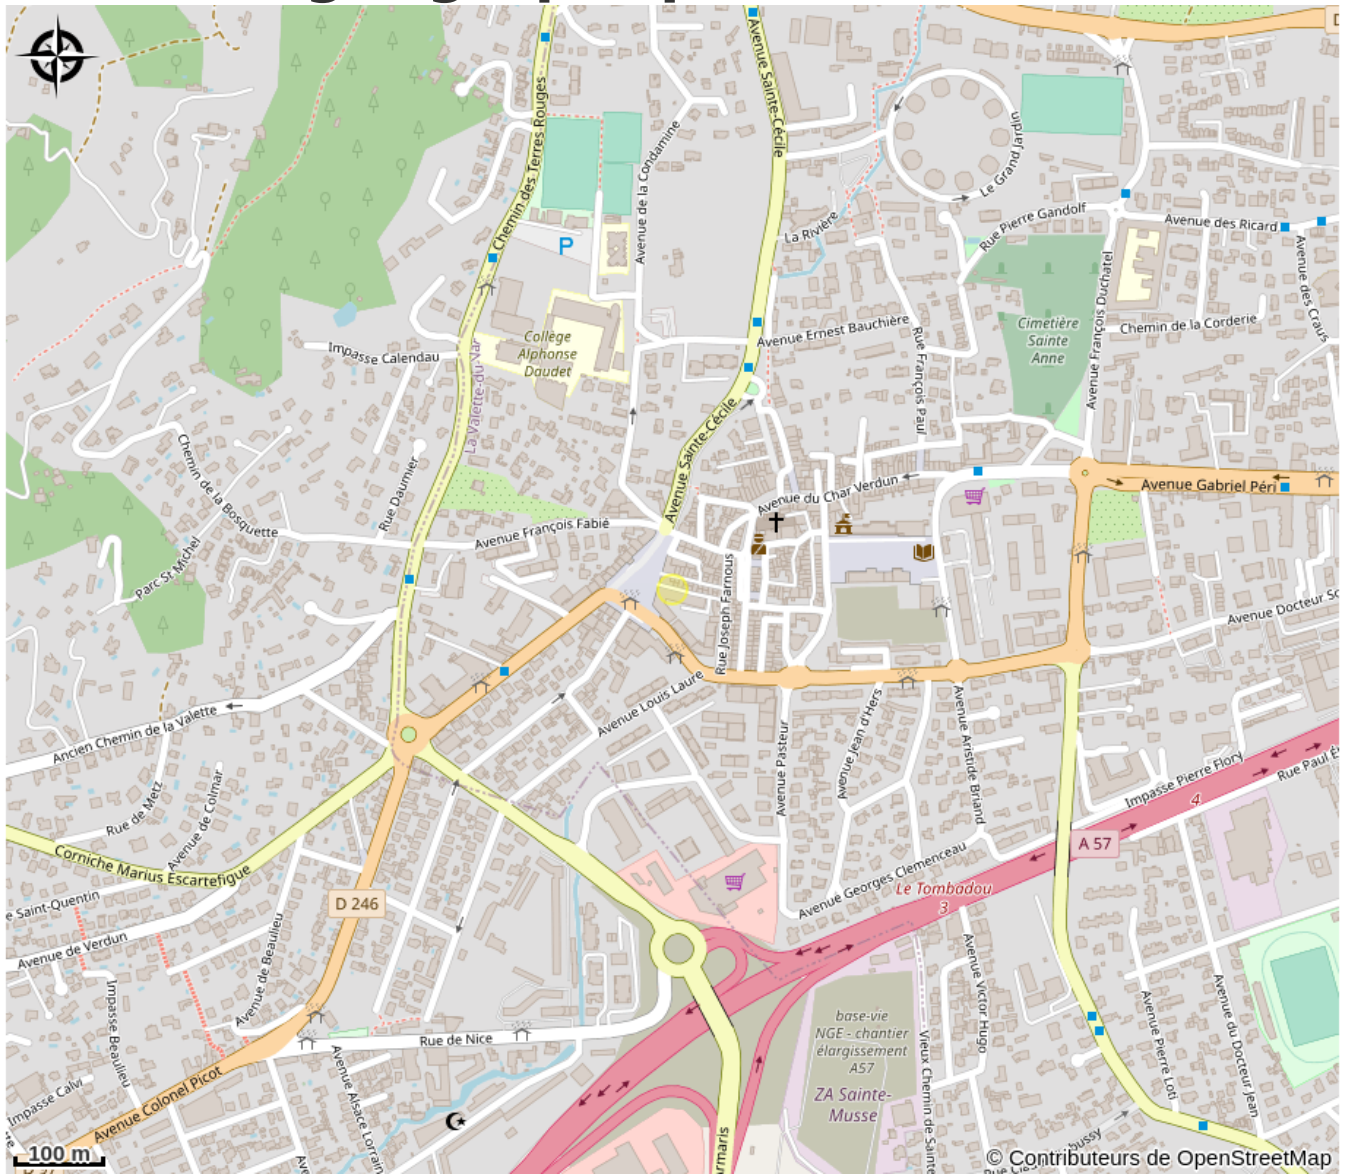 Avenue Sainte-Cécile
Chemin des Terres-Rouges
Avenue de la Condamine
Le Grand Jardin
La Rivière
Rue Pierre Gandolf
Avenue des Ricard
Avenue des Craus
P
Avenue François Duchatel
Cimetière
Sainte
Anne
Chemin de la Corderie
Avenue Ernest Bauchière
Rue François Paul
Collège
Alphonse
Daudet
Impasse Calendau
La Valette-du-Var
Avenue Sainte-Cécile
Chemin de la Bosquette
Rue Daumier
Avenue du Char Verdun
Avenue Gabriel Péri
Avenue François Fabié
Parc St Michel
Rue Joseph Farnous
Avenue Docteur
Avenue Louis Laure
Ancien Chemin de la Valette
Avenue Pasteur
Avenue Jean d'Hers
Avenue Aristide Briand
Impasse Pierre Flory
Rue Paul
4
Rue de Metz
Avenue de Colmar
A 57
Corniche Marius Escartefigue
Avenue Georges Clemenceau
Le Tombadou
3
D 246
Saint-Quentin
Avenue de Verdun
Avenue de Beaulieu
Impasse Beaulieu
Avenue Victor Hugo
Avenue Pierre Loti
Avenue du Docteur Jean
base-vie
NGE - chantier
élargissement
A57
Rue de Nice
Vieux Chemin de Sainte
ZA Sainte-
Musse
Impasse Calvi
Avenue Colonel Picot
Avenue Alsace Lorraine
100 m
© Contributeurs de OpenStreetMap